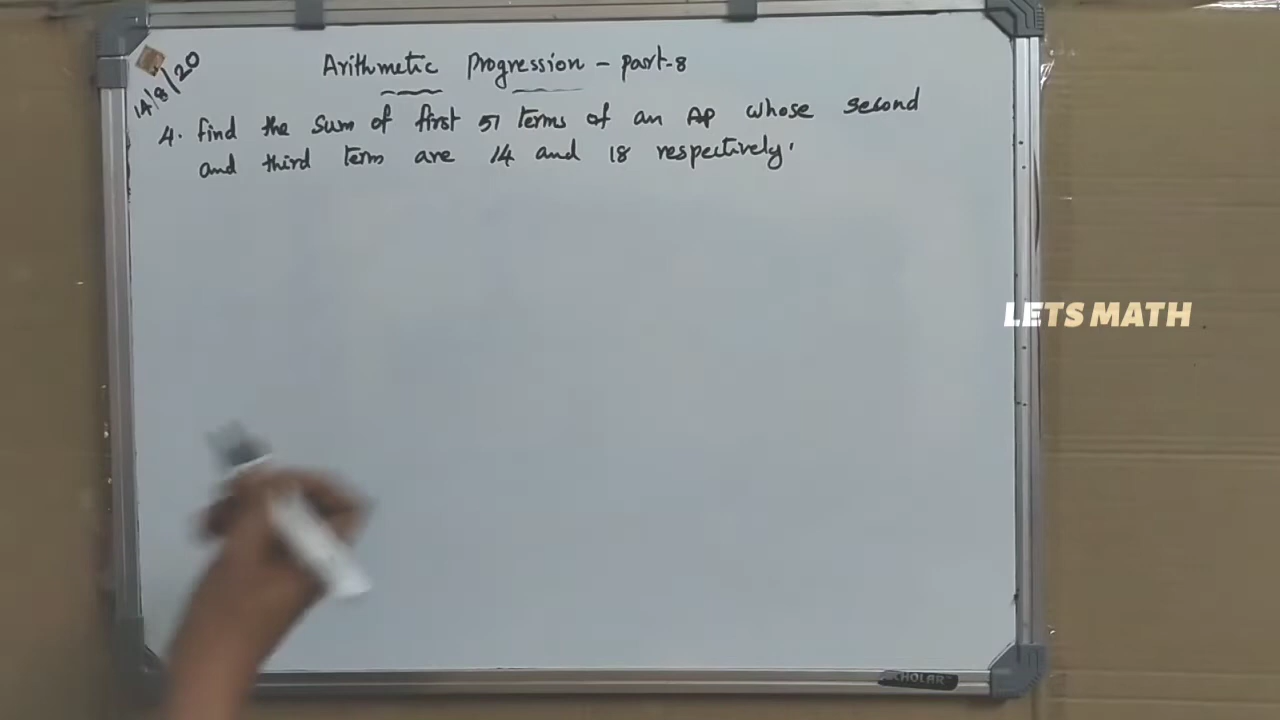 14/8/20
Arithmetic Progression - part-8
4. Find the sum of first 51 terms of an AP whose second
and third term are 14 and 18 respectively.
LETS MATH
SCHOLAR